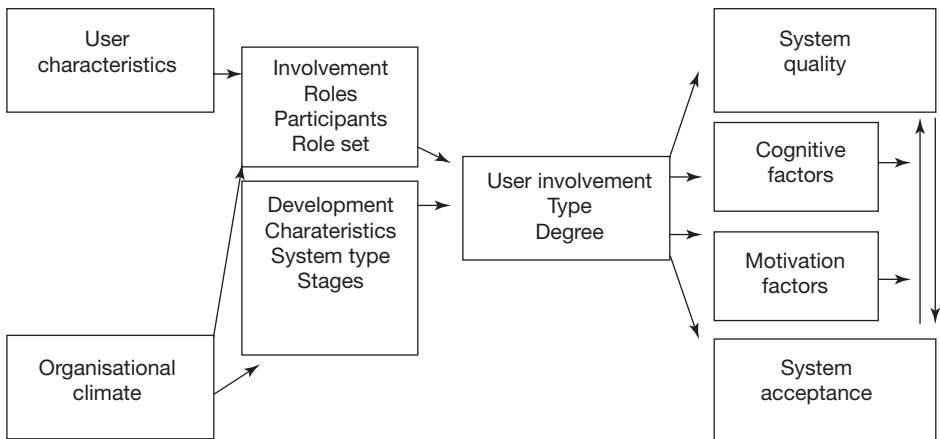 User
characteristics
Involvement
Roles
Participants
Role set
Development
Charateristics
System type
Stages
Organisational
climate
User involvement
Type
Degree
System
quality
Cognitive
factors
Motivation
factors
System
acceptance